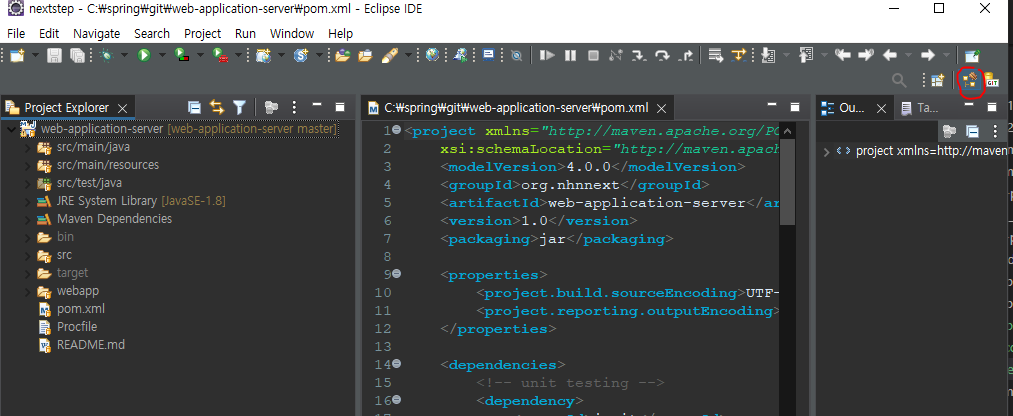 nextstep - C:₩spring₩git₩web-application-server₩pom.xml - Eclipse IDE
File Edit Navigate Search Project Run Window Help
GIT
Project Explorer
C:₩spring₩git₩web-application-server₩pom.xml
Ou...
Ta...
web-application-server [web-application-server master]
src/main/java
src/main/resources
src/test/java
JRE System Library [JavaSE-1.8]
Maven Dependencies
bin
src
target
webapp
pom.xml
Procfile
README.md
1 <project xmlns="http://maven.apache.org/PO
2 xsi:schemaLocation="http://maven.apac
3 <modelVersion>4.0.0</modelVersion>
4 <groupId>org.nhnnext</groupId>
5 <artifactId>web-application-server</ar
6 <version>1.0</version>
7 <packaging>jar</packaging>
8
9 <properties>
10 <project.build.sourceEncoding>UTF-
11 <project.reporting.outputEncoding>
12 </properties>
13
14 <dependencies>
15 <!-- unit testing -->
16 <dependency>
project xmlns=http://maven